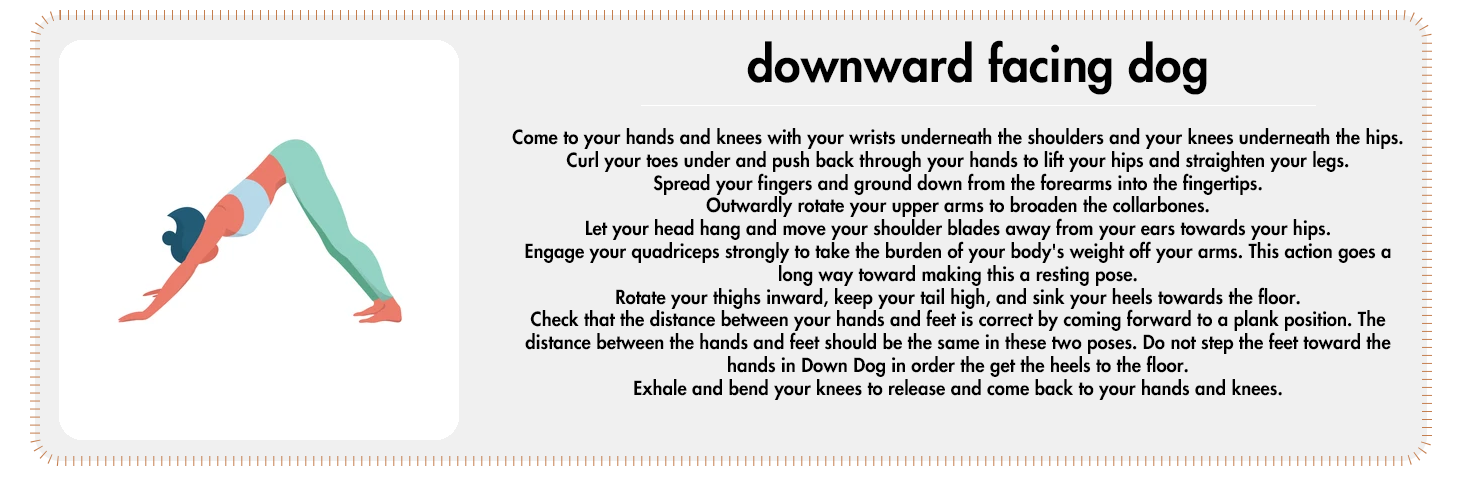 downward facing dog
Come to your hands and knees with your wrists underneath the shoulders and your knees underneath the hips.
Curl your toes under and push back through your hands to lift your hips and straighten your legs.
Spread your fingers and ground down from the forearms into the fingertips.
Outwardly rotate your upper arms to broaden the collarbones.
Let your head hang and move your shoulder blades away from your ears towards your hips.
Engage your quadriceps strongly to take the burden of your body's weight off your arms. This action goes a
long way toward making this a resting pose.
Rotate your thighs inward, keep your tail high, and sink your heels towards the floor.
Check that the distance between your hands and feet is correct by coming forward to a plank position. The
distance between the hands and feet should be the same in these two poses. Do not step the feet toward the
hands in Down Dog in order the get the heels to the floor.
Exhale and bend your knees to release and come back to your hands and knees.